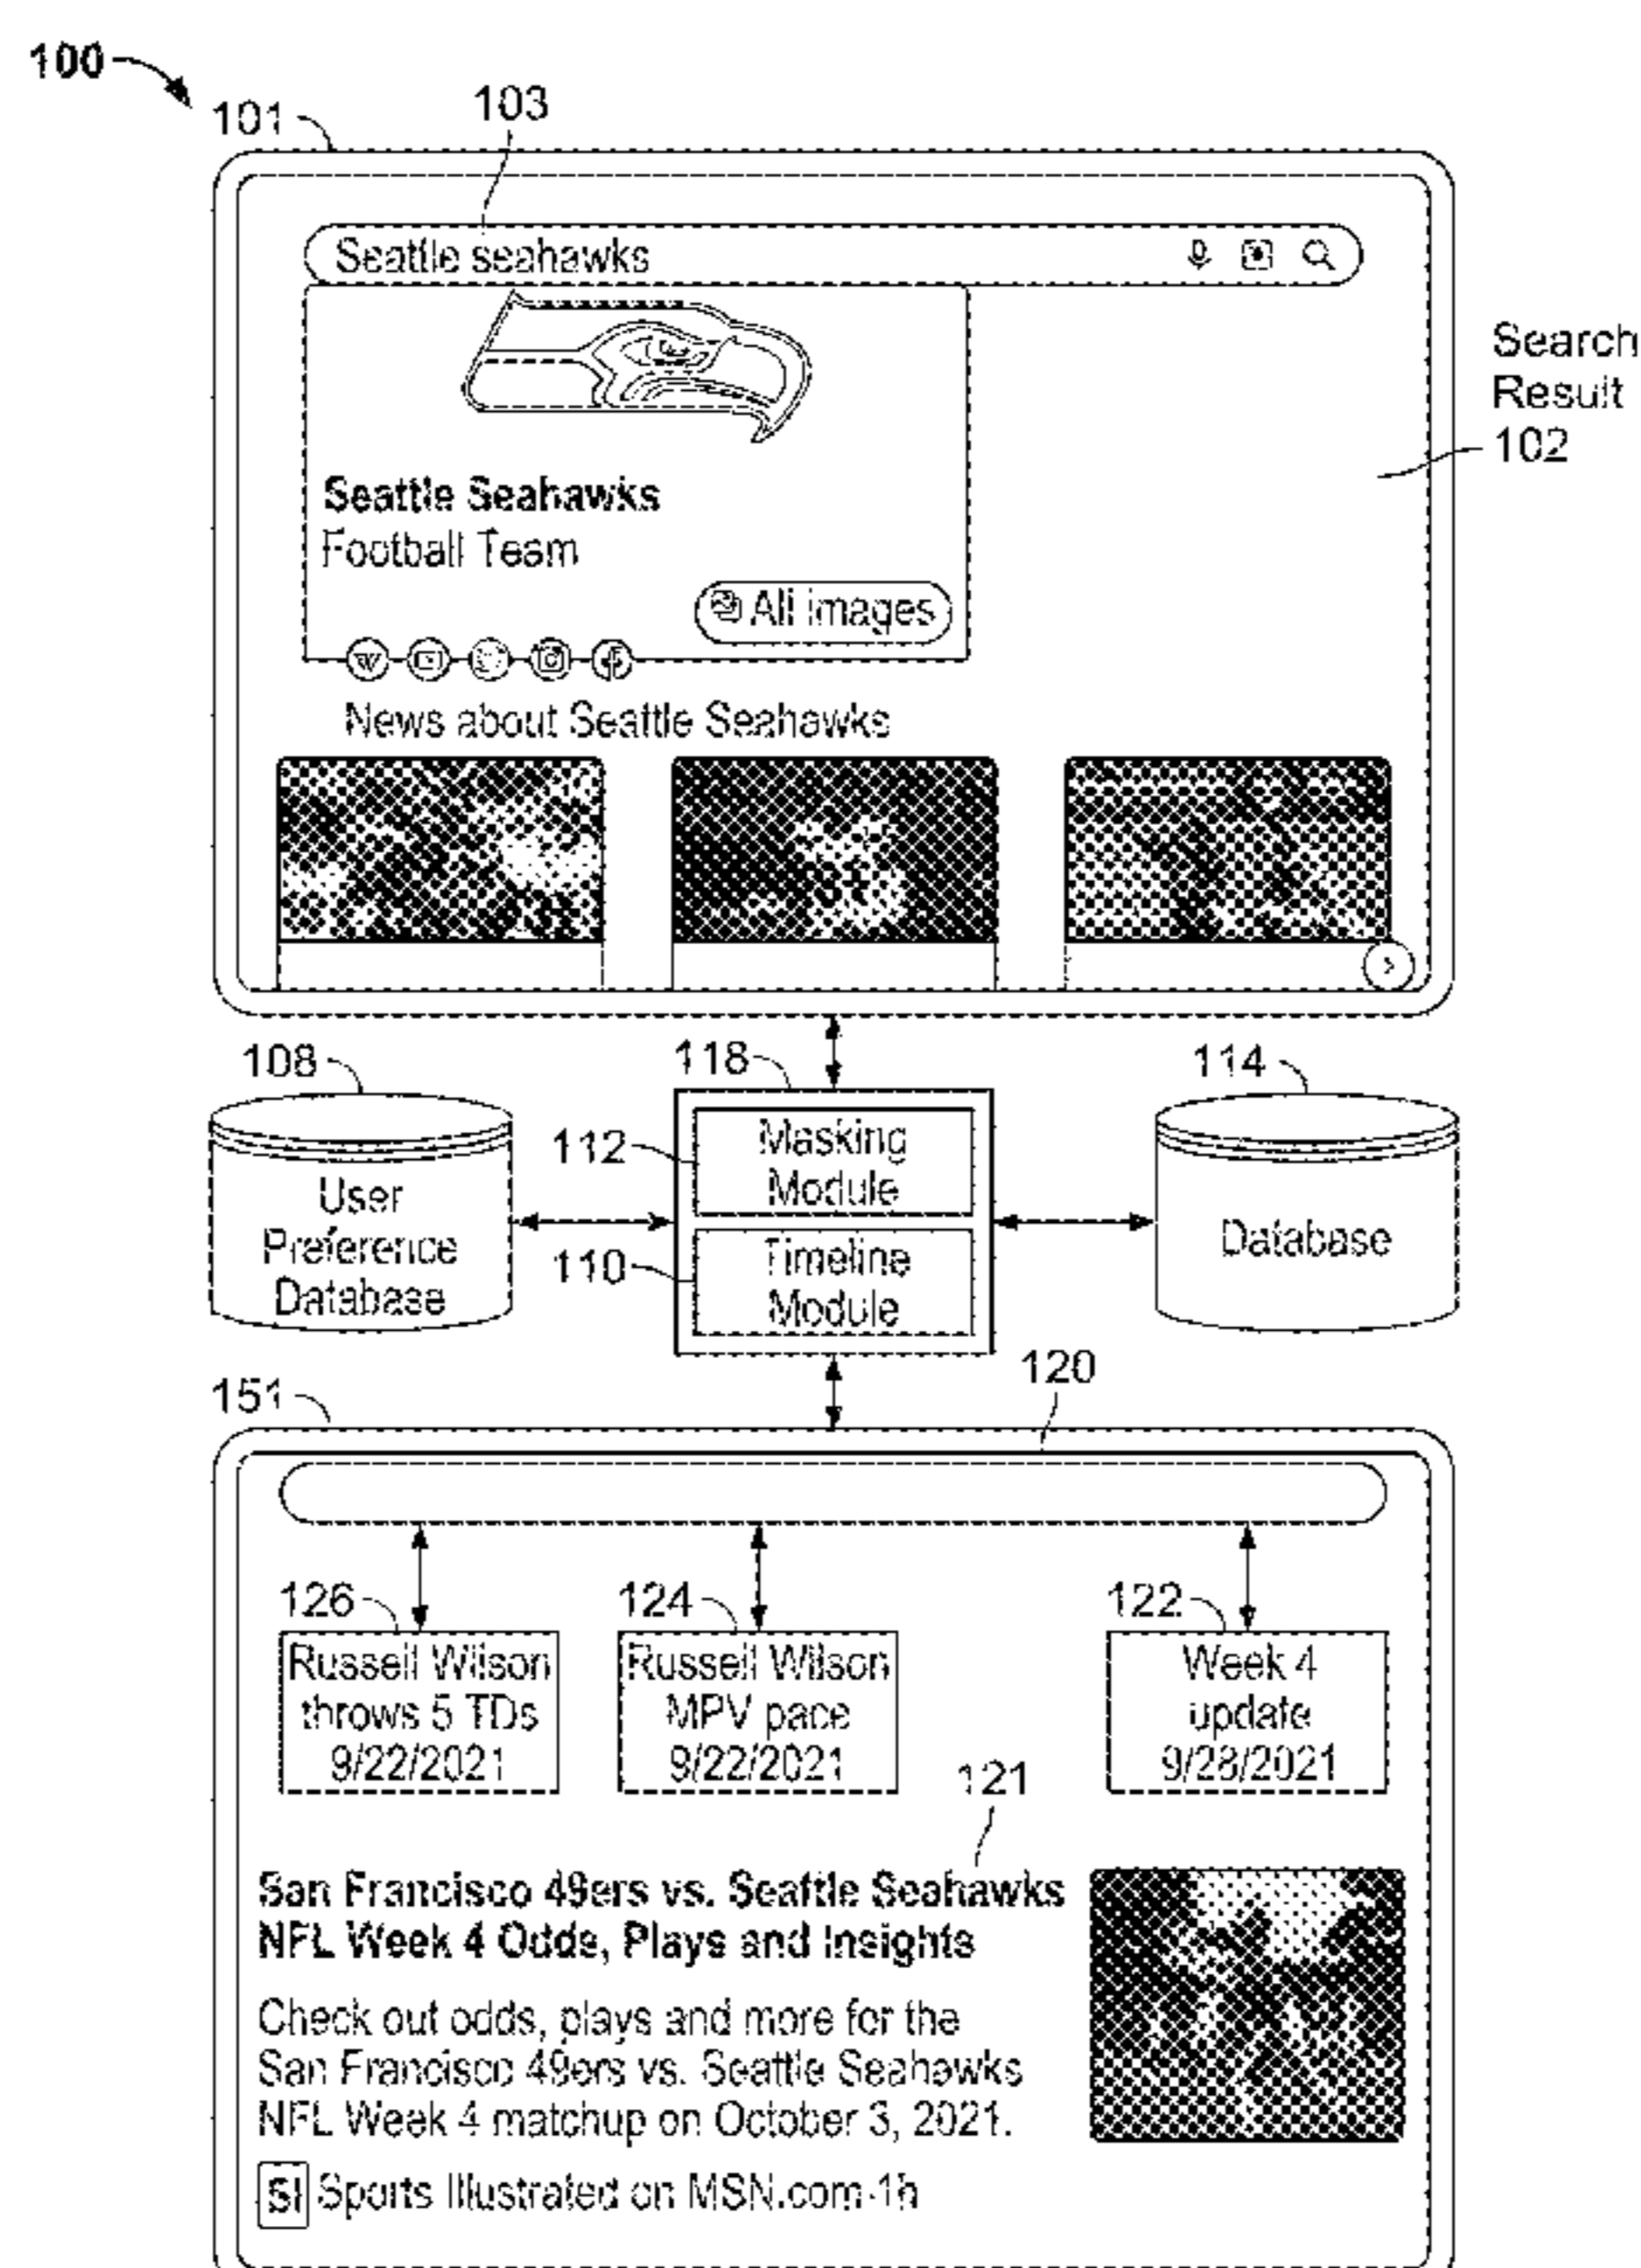 100
101
103
Seattle seahawks
Search
Result
102
Seattle Seahawks
Football Team
All images
News about Seattle Seahawks
108
118
114
112
Masking
Module
User
Preference
Database
110
Timeline
Module
Database
151
120
126
124
122
Russell Wilson
throws 5 TDs
9/22/2021
Russell Wilson
MPV pace
9/22/2021
Week 4
update
9/28/2021
121
San Francisco 49ers vs. Seattle Seahawks
NFL Week 4 Odds, Plays and Insights
Check out odds, plays and more for the
San Francisco 49ers vs. Seattle Seahawks
NFL Week 4 matchup on October 3, 2021.
SI Sports Illustrated on MSN.com·1h